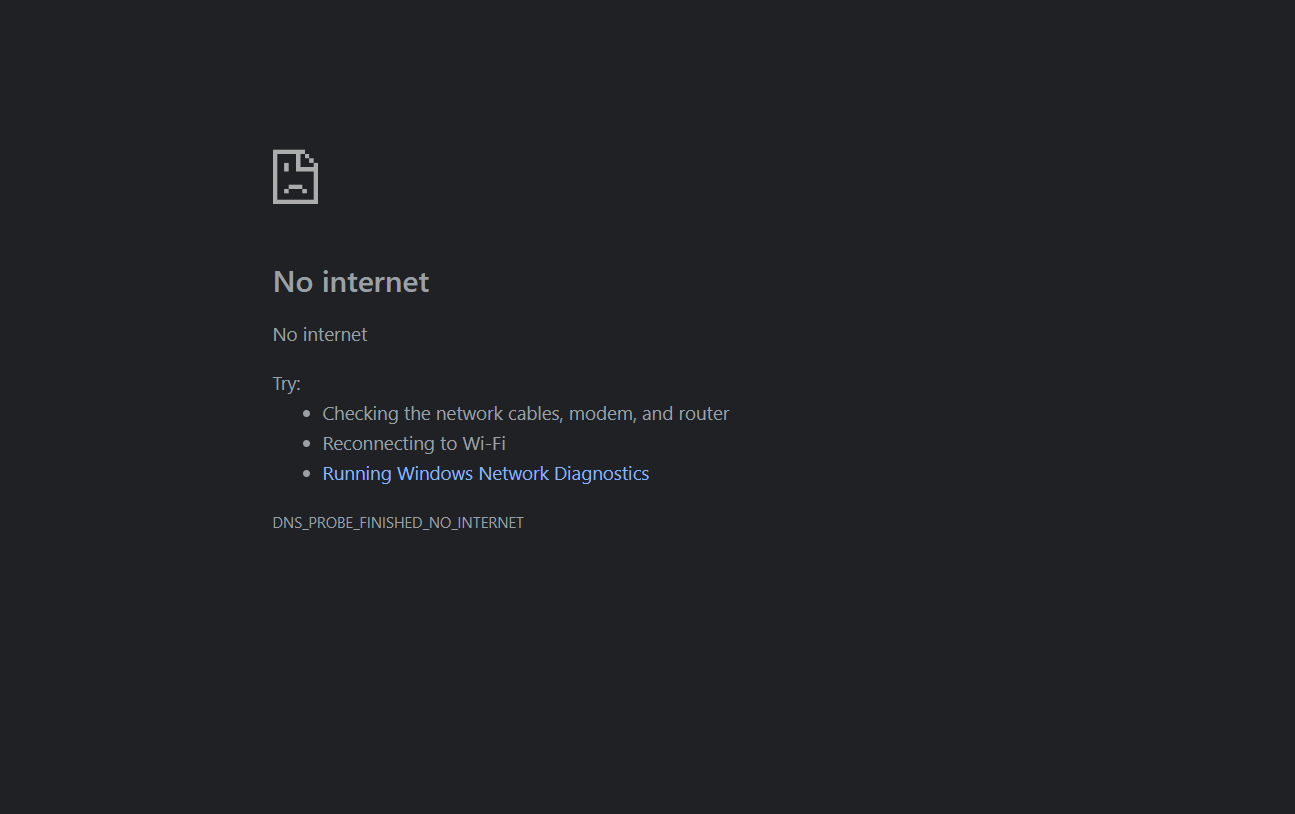 No internet
No internet
Try:
• Checking the network cables, modem, and router
• Reconnecting to Wi-Fi
• Running Windows Network Diagnostics
DNS_PROBE_FINISHED_NO_INTERNET